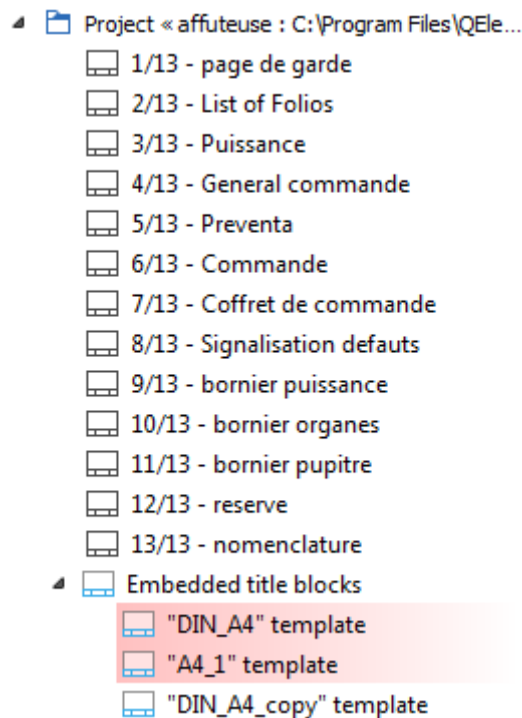 Project « affuteuse : C:\Program Files\QEle...
1/13 - page de garde
2/13 - List of Folios
3/13 - Puissance
4/13 - General commande
5/13 - Preventa
6/13 - Commande
7/13 - Coffret de commande
8/13 - Signalisation defauts
9/13 - bornier puissance
10/13 - bornier organes
11/13 - bornier pupitre
12/13 - reserve
13/13 - nomenclature
Embedded title blocks
"DIN_A4" template
"A4_1" template
"DIN_A4_copy" template